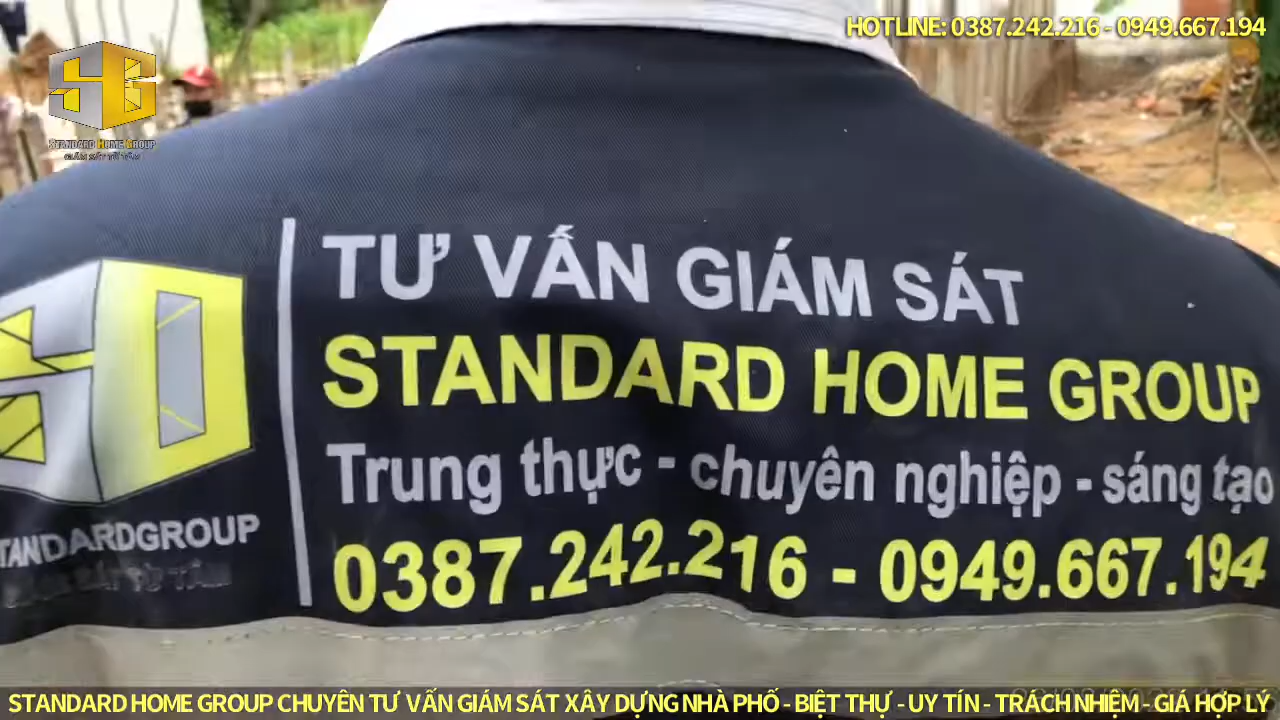 HOTLINE: 0387.242.216 - 0949.667.194
STANDARD HOME GROUP
TƯ VẤN GIÁM SÁT
STANDARD HOME GROUP
Trung thực - chuyên nghiệp - sáng tạo
0387.242.216 - 0949.667.194
TANDARDGROUP
STANDARD HOME GROUP CHUYÊN TƯ VẤN GIÁM SÁT XÂY DỰNG NHÀ PHỐ - BIỆT THỰ - UY TÍN - TRÁCH NHIỆM - GIÁ HỢP LÝ